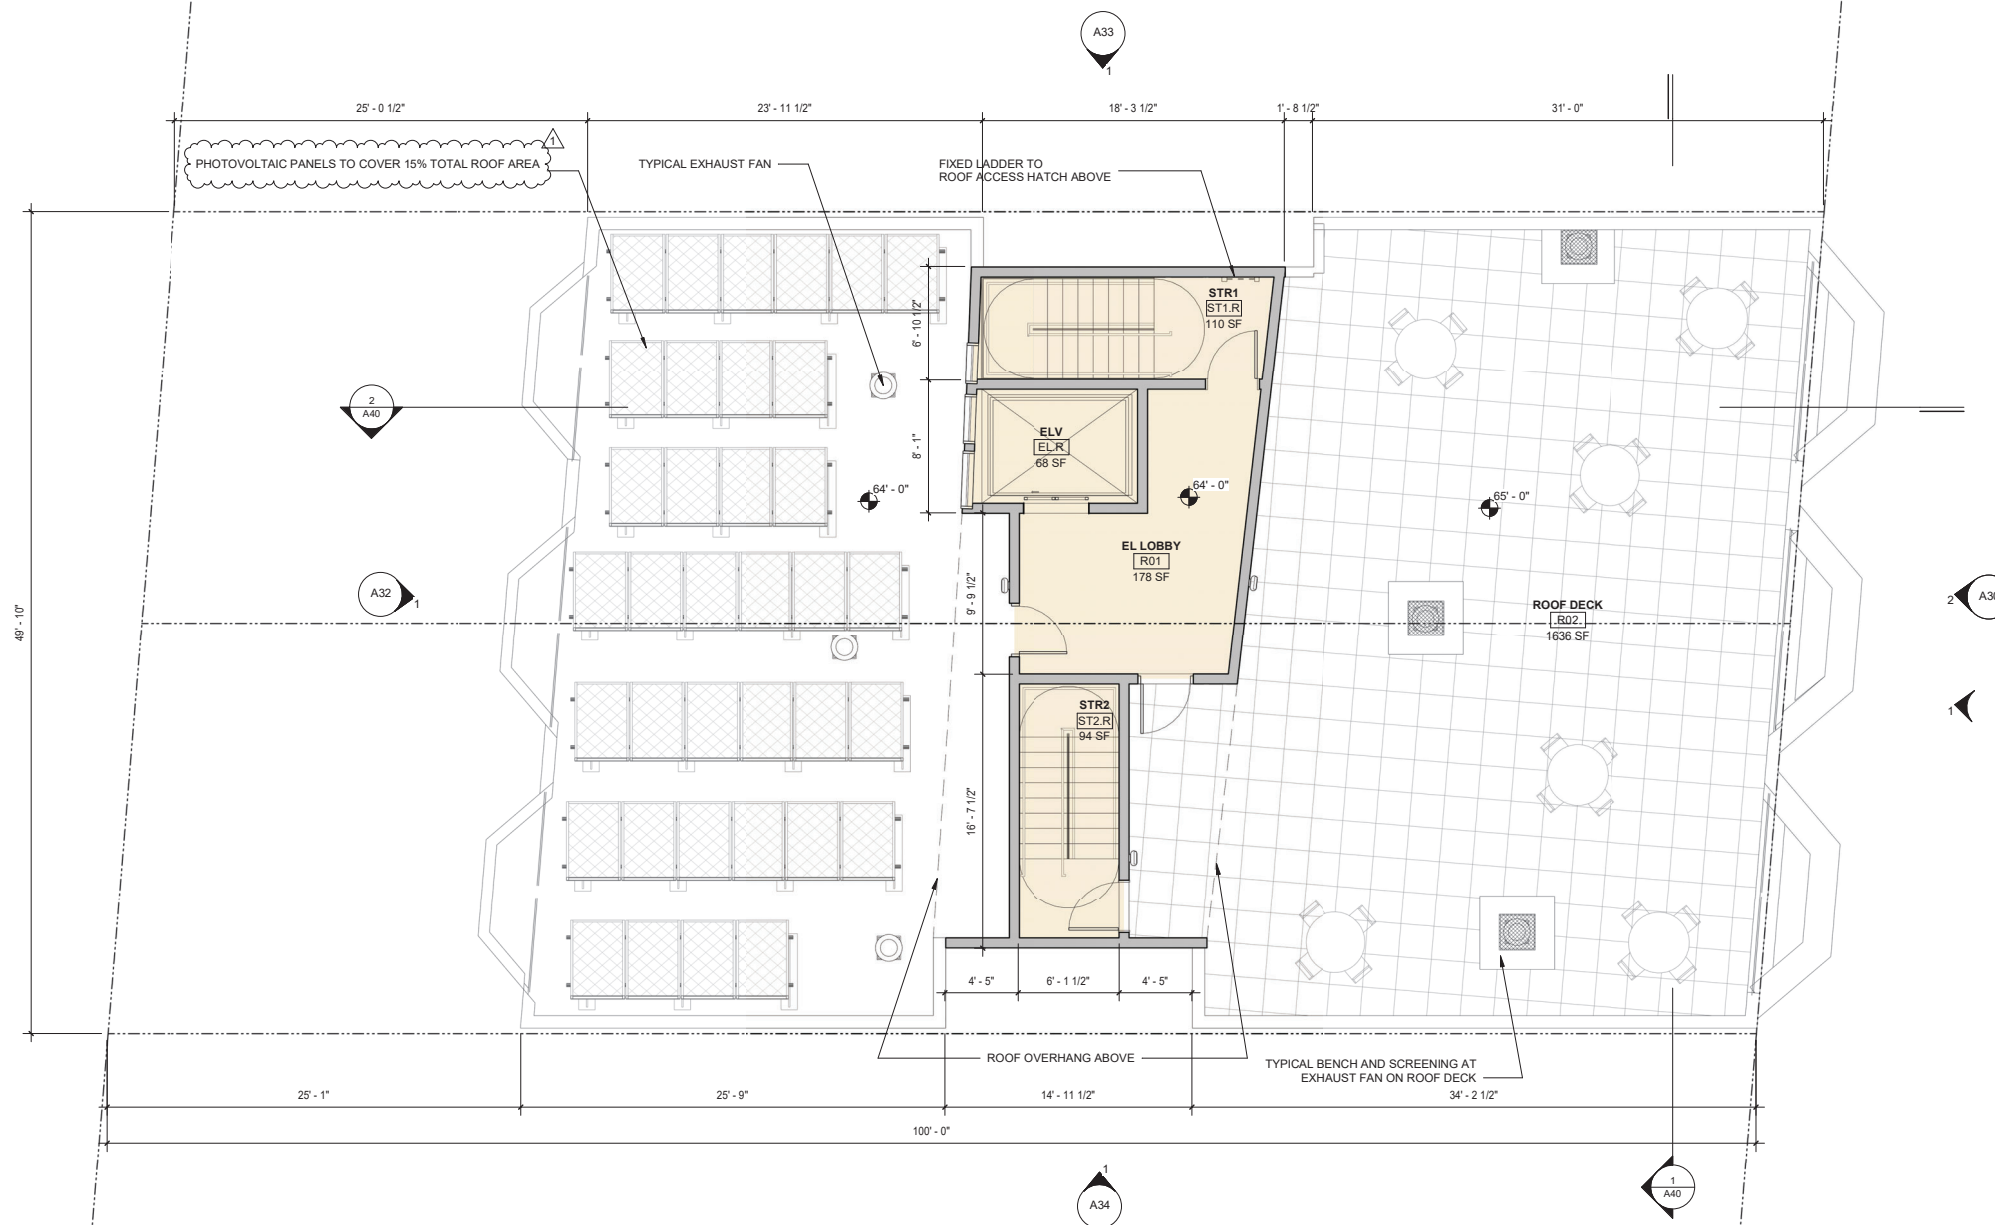 A33
1
25' - 0 1/2"
23' - 11 1/2"
18' - 3 1/2"
1' - 8 1/2"
31' - 0"
1
PHOTOVOLTAIC PANELS TO COVER 15% TOTAL ROOF AREA
TYPICAL EXHAUST FAN
FIXED LADDER TO
ROOF ACCESS HATCH ABOVE
STR1
ST1.R
110 SF
6' - 10 1/2"
2
A40
8' - 1"
ELV
EL.R
68 SF
64' - 0"
64' - 0"
65' - 0"
EL LOBBY
R01
178 SF
A32
1
9' - 9 1/2"
49' - 10"
ROOF DECK
R02
1636 SF
2
1
STR2
ST2.R
94 SF
16' - 7 1/2"
4' - 5"
6' - 1 1/2"
4' - 5"
ROOF OVERHANG ABOVE
TYPICAL BENCH AND SCREENING AT
EXHAUST FAN ON ROOF DECK
25' - 1"
25' - 9"
14' - 11 1/2"
34' - 2 1/2"
100' - 0"
1
A34
1
A40